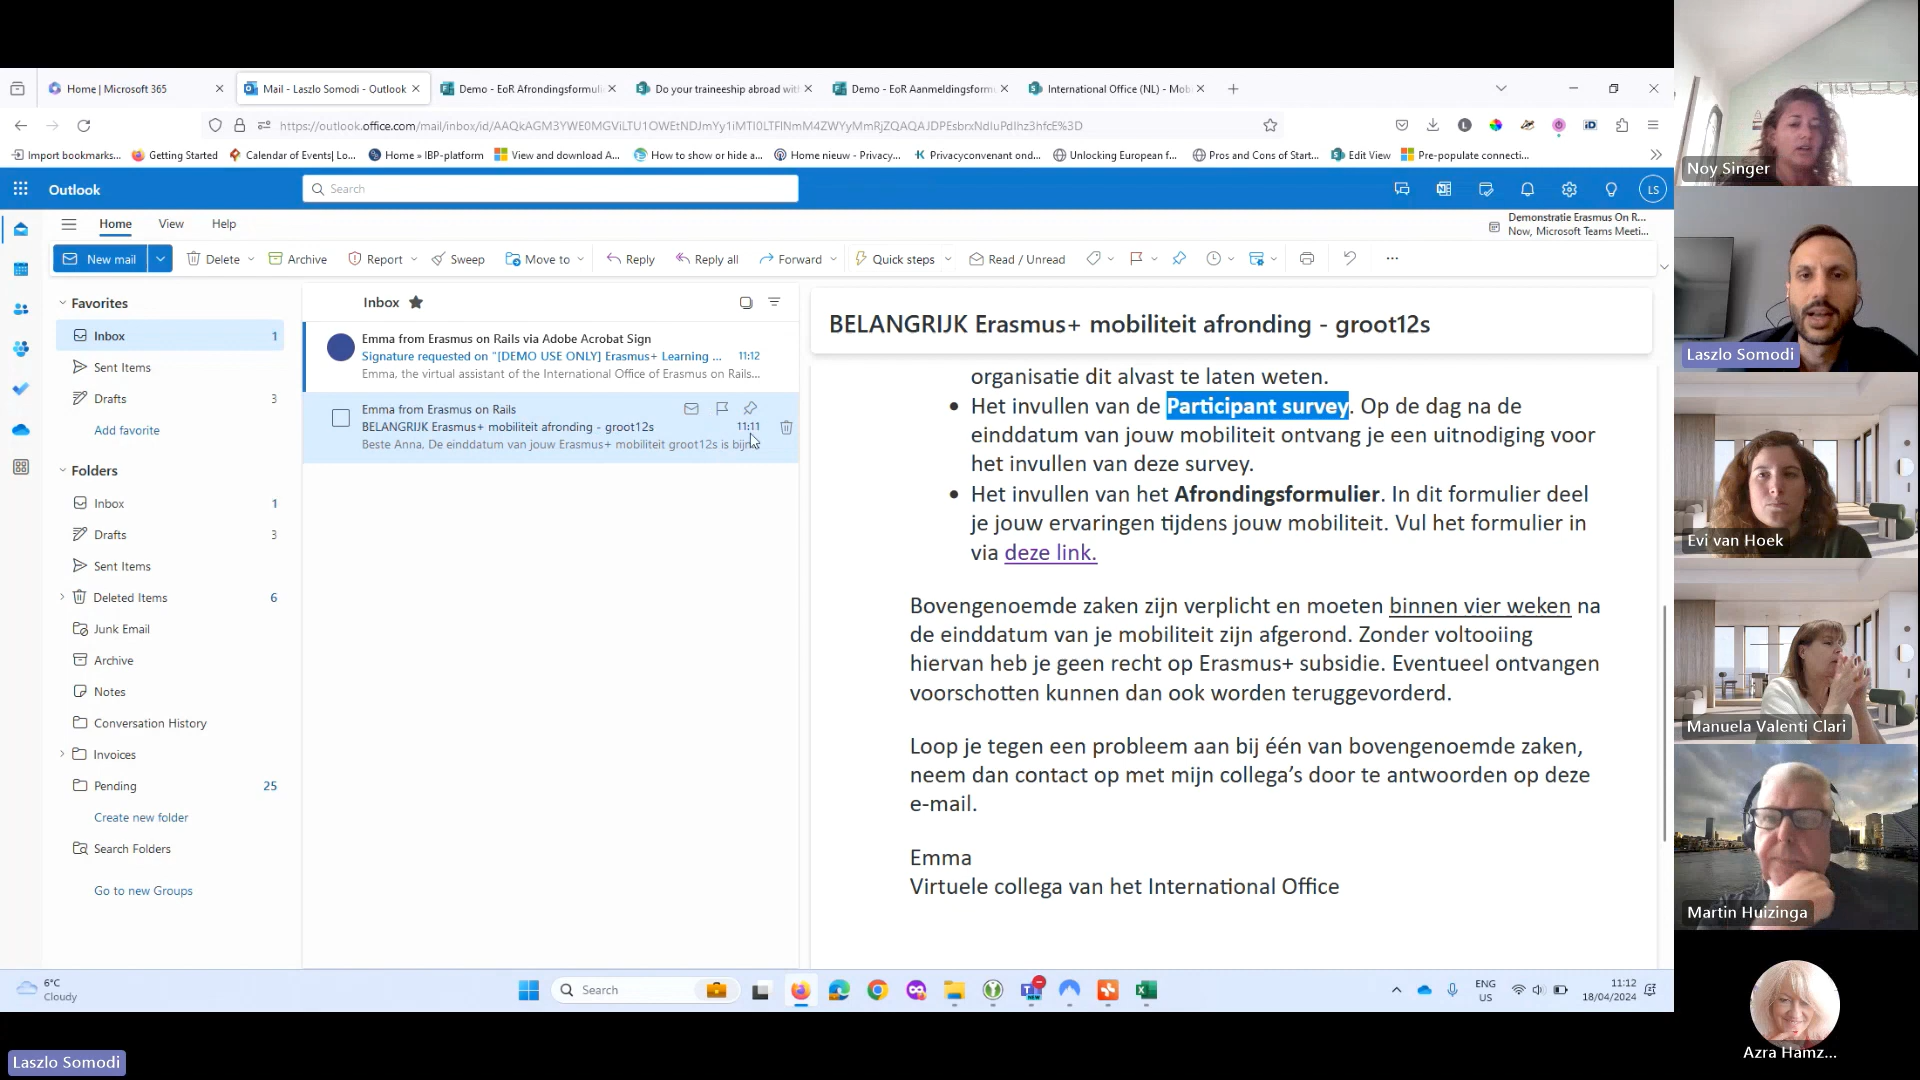 Home | Microsoft 365
Mail - Laszlo Somodi - Outlook
Demo - EoR Afrondingsformuli
Do your traineeship abroad wit
Demo - EoR Aanmeldingsform
International Office (NL) - Mob
Import bookmarks...
Getting Started
Calendar of Events| Lo...
Home » IBP-platform
View and download A...
How to show or hide a...
Home nieuw - Privacy...
Privacyconvenant ond...
Unlocking European f...
Pros and Cons of Start...
Edit View
Pre-populate connecti...
Outlook
Search
LS
Home
View
Help
Demonstratie Erasmus On R...
Now, Microsoft Teams Meeti...
New mail
Delete
Archive
Report
Sweep
Move to
Reply
Reply all
Forward
Quick steps
Read / Unread
Favorites
Inbox 1
Sent Items
Drafts 3
Add favorite
Folders
Inbox 1
Drafts 3
Sent Items
Deleted Items 6
Junk Email
Archive
Notes
Conversation History
Invoices
Pending 25
Create new folder
Search Folders
Go to new Groups
Inbox
Emma from Erasmus on Rails via Adobe Acrobat Sign
Signature requested on "[DEMO USE ONLY] Erasmus+ Learning ... 11:12
Emma, the virtual assistant of the International Office of Erasmus on Rails...
Emma from Erasmus on Rails
BELANGRIJK Erasmus+ mobiliteit afronding - groot12s 11:11
Beste Anna, De einddatum van jouw Erasmus+ mobiliteit groot12s is bijn
BELANGRIJK Erasmus+ mobiliteit afronding - groot12s
organisatie dit alvast te laten weten.
• Het invullen van de Participant survey. Op de dag na de
einddatum van jouw mobiliteit ontvang je een uitnodiging voor
het invullen van deze survey.
• Het invullen van het Afrondingsformulier. In dit formulier deel
je jouw ervaringen tijdens jouw mobiliteit. Vul het formulier in
via deze link.
Bovengenoemde zaken zijn verplicht en moeten binnen vier weken na
de einddatum van je mobiliteit zijn afgerond. Zonder voltooiing
hiervan heb je geen recht op Erasmus+ subsidie. Eventueel ontvangen
voorschotten kunnen dan ook worden teruggevorderd.
Loop je tegen een probleem aan bij één van bovengenoemde zaken,
neem dan contact op met mijn collega's door te antwoorden op deze
e-mail.
Emma
Virtuele collega van het International Office
6°C
Cloudy
Search
ENG
US
11:12
18/04/2024
Noy Singer
Laszlo Somodi
Evi van Hoek
Manuela Valenti Clari
Martin Huizinga
Azra Hamz...
Laszlo Somodi